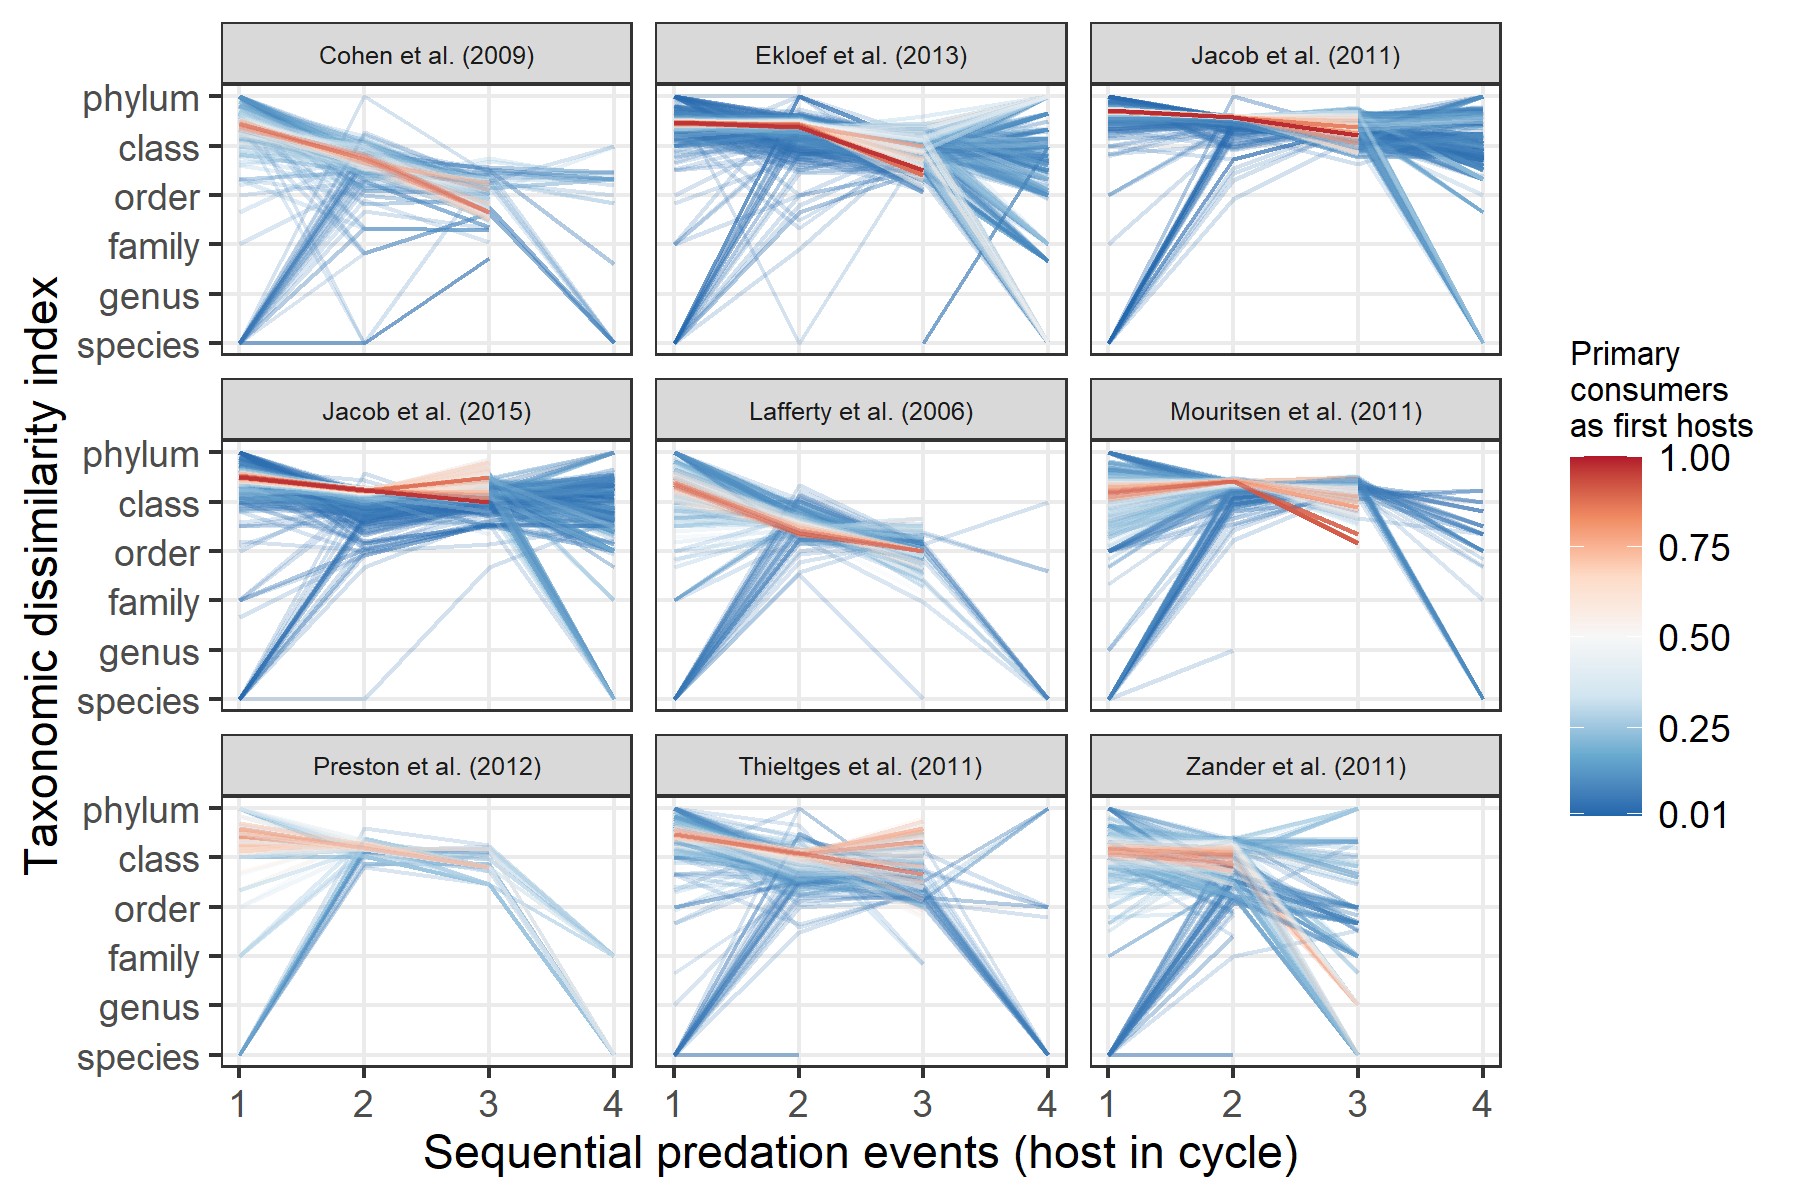 Cohen et al. (2009)
Ekloef et al. (2013)
Jacob et al. (2011)
phylum
class
order
family
genus
species
Jacob et al. (2015)
Lafferty et al. (2006)
Mouritsen et al. (2011)
phylum
class
order
family
genus
species
Preston et al. (2012)
Thieltges et al. (2011)
Zander et al. (2011)
phylum
class
order
family
genus
species
1 2 3 4
1 2 3 4
1 2 3 4
Sequential predation events (host in cycle)
Taxonomic dissimilarity index
Primary
consumers
as first hosts
1.00
0.75
0.50
0.25
0.01